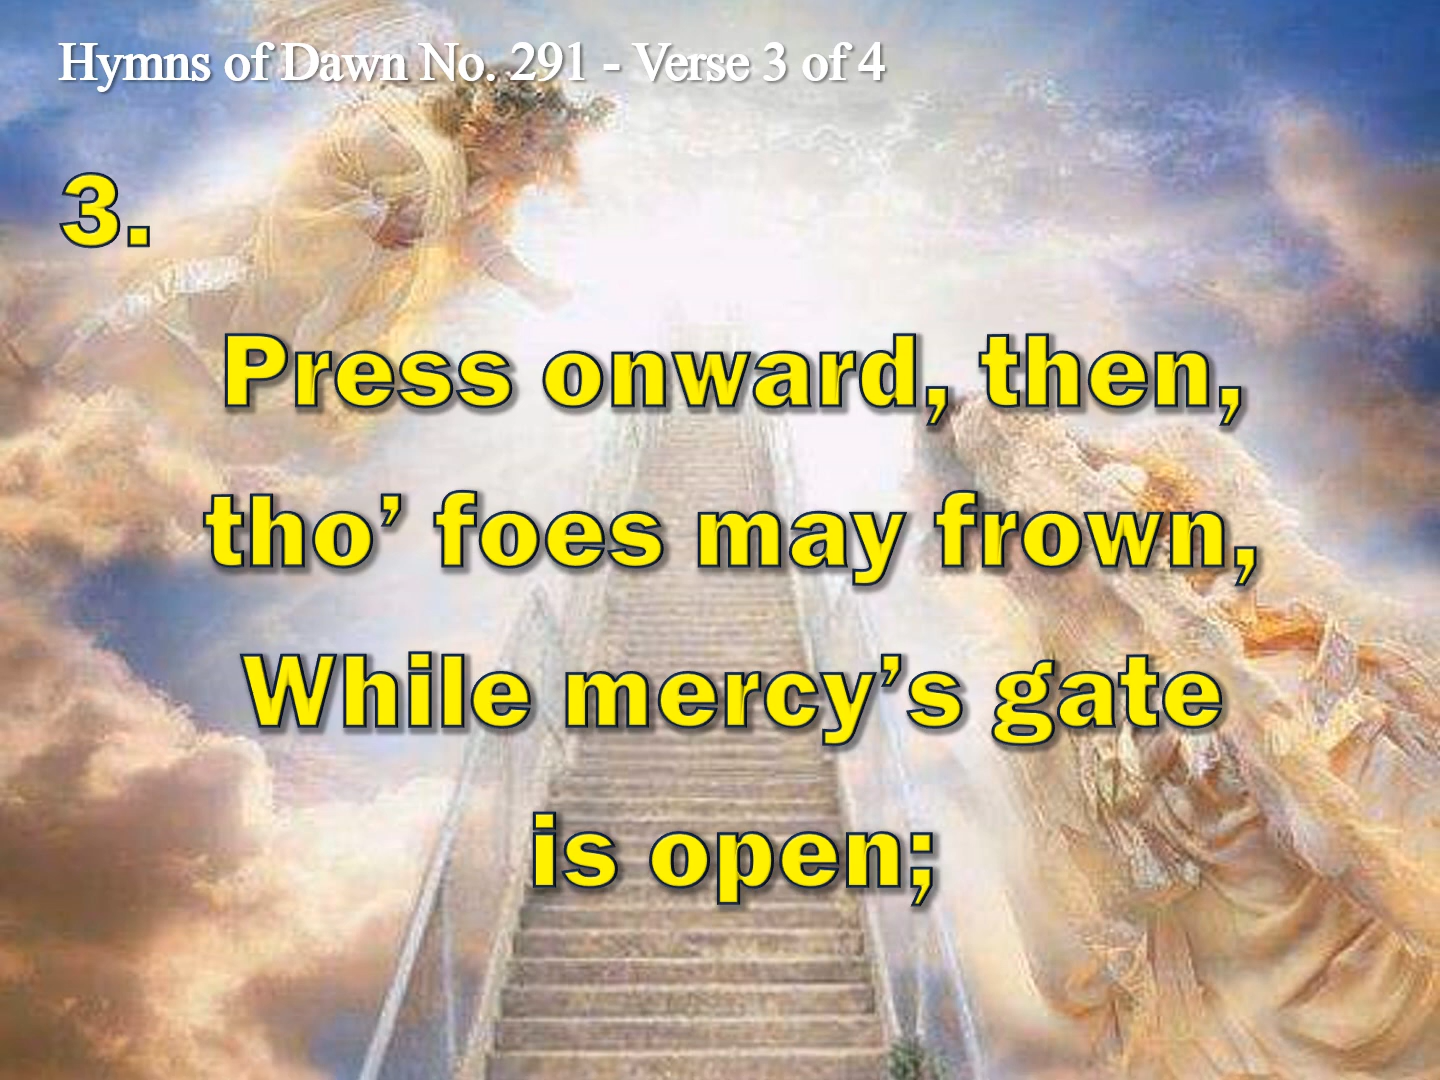 Hymns of Dawn No. 291 - Verse 3 of 4
3.
Press onward, then,
tho’ foes may frown,
While mercy’s gate
is open;